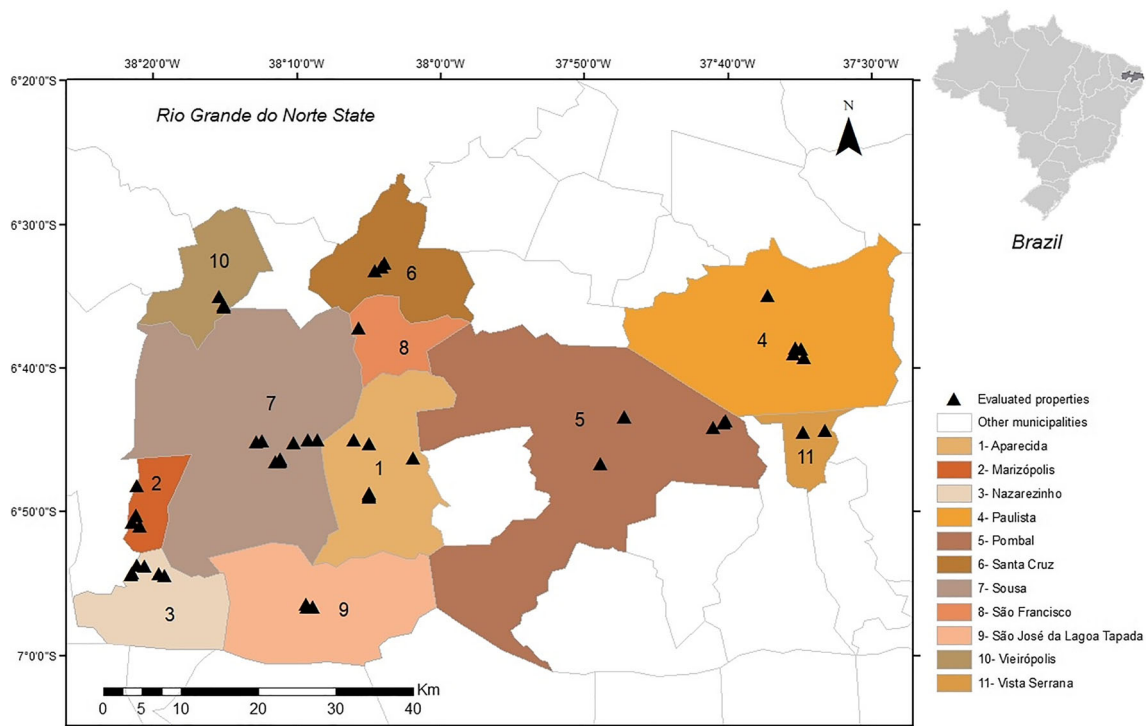 38°20'0"W 38°10'0"W 38°0'0"W 37°50'0"W 37°40'0"W 37°30'0"W
6°20'0"S
Rio Grande do Norte State
N
Brazil
6°30'0"S
10
6
4
8
6°40'0"S
7
5
11
1
2
6°50'0"S
3
9
7°0'0"S
Km
0 5 10 20 30 40
Evaluated properties
Other municipalities
1- Aparecida
2- Marizópolis
3- Nazarezinho
4- Paulista
5- Pombal
6- Santa Cruz
7- Sousa
8- São Francisco
9- São José da Lagoa Tapada
10- Vieirópolis
11- Vista Serrana